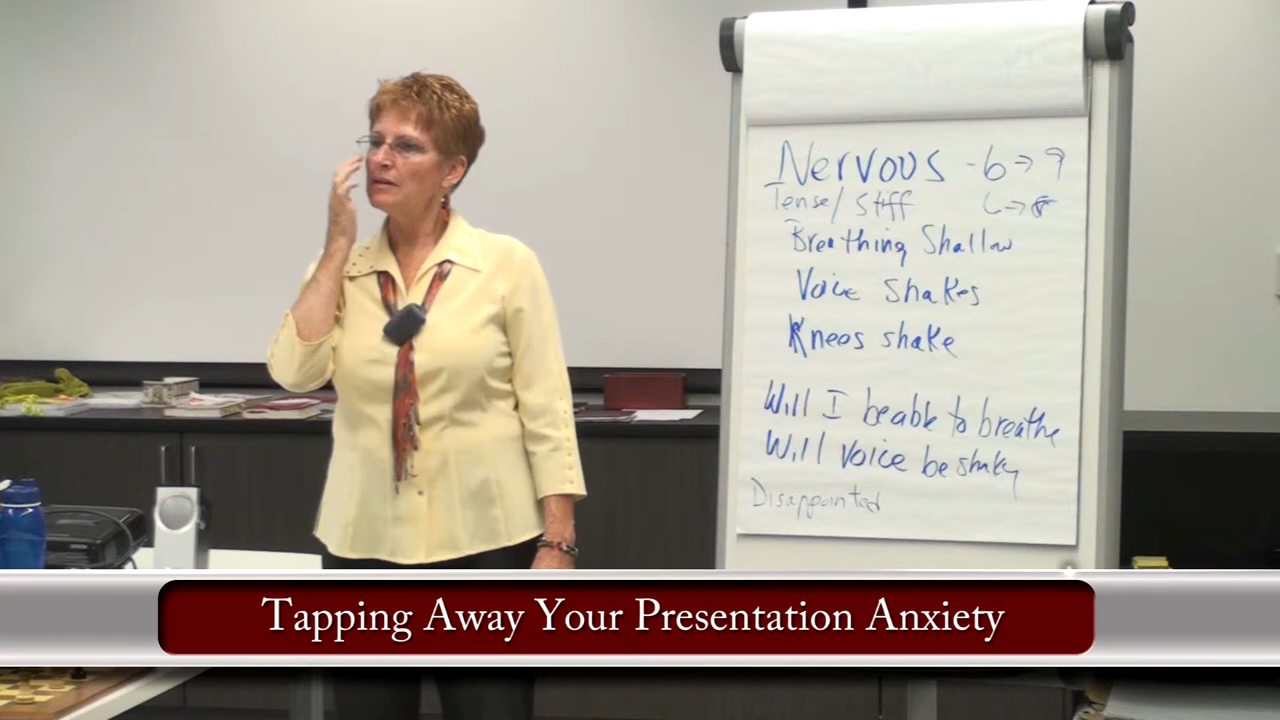 Nervous - 6 → 9
Tense/Stiff 6 →
Breathing Shallow
Voice Shakes
Knees shake
Will I be able to breathe
Will voice be shaky
Disappointed
Tapping Away Your Presentation Anxiety